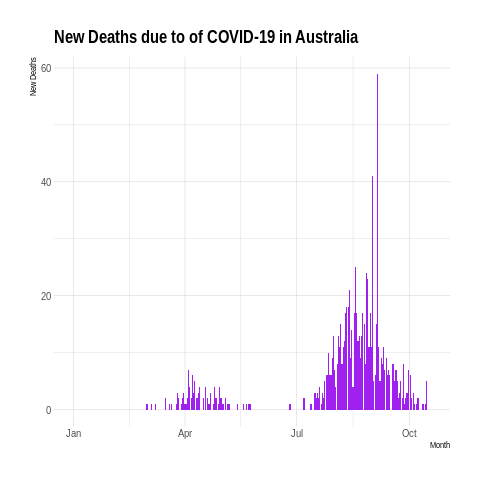 New Deaths due to of COVID-19 in Australia
New Deaths
60
40
20
0
Jan Apr Jul Oct
Month